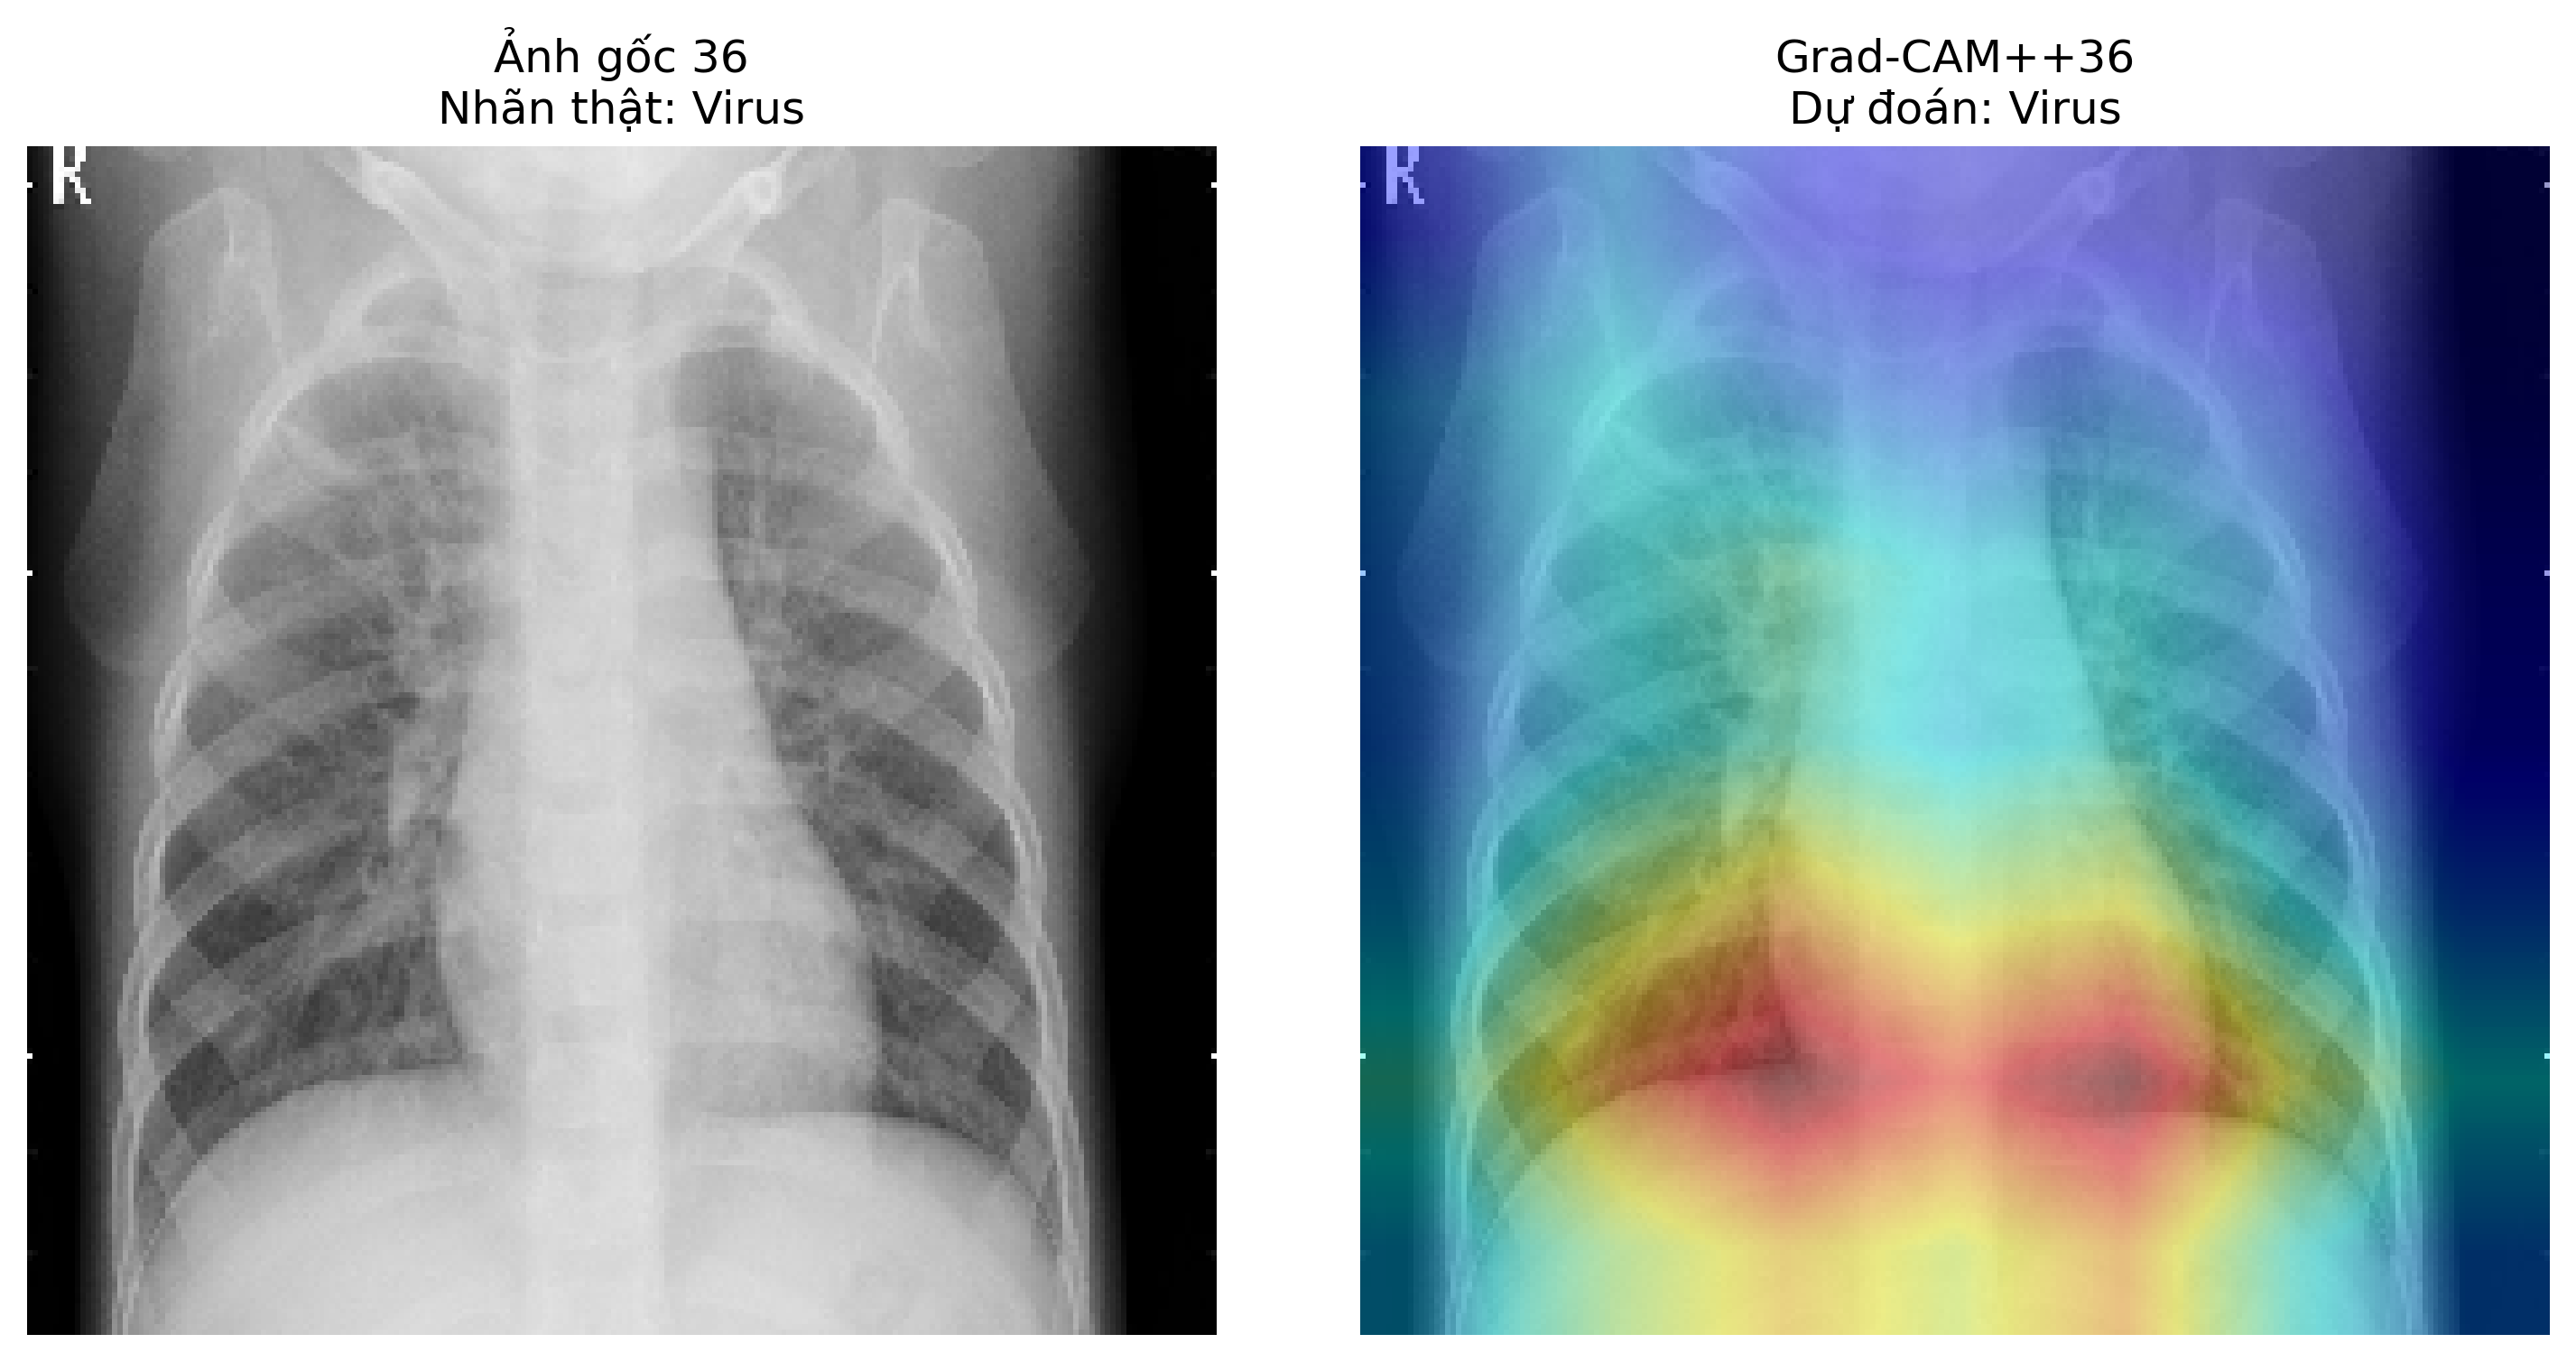 Ảnh gốc 36
Nhãn thật: Virus
Grad-CAM++36
Dự đoán: Virus
R
R